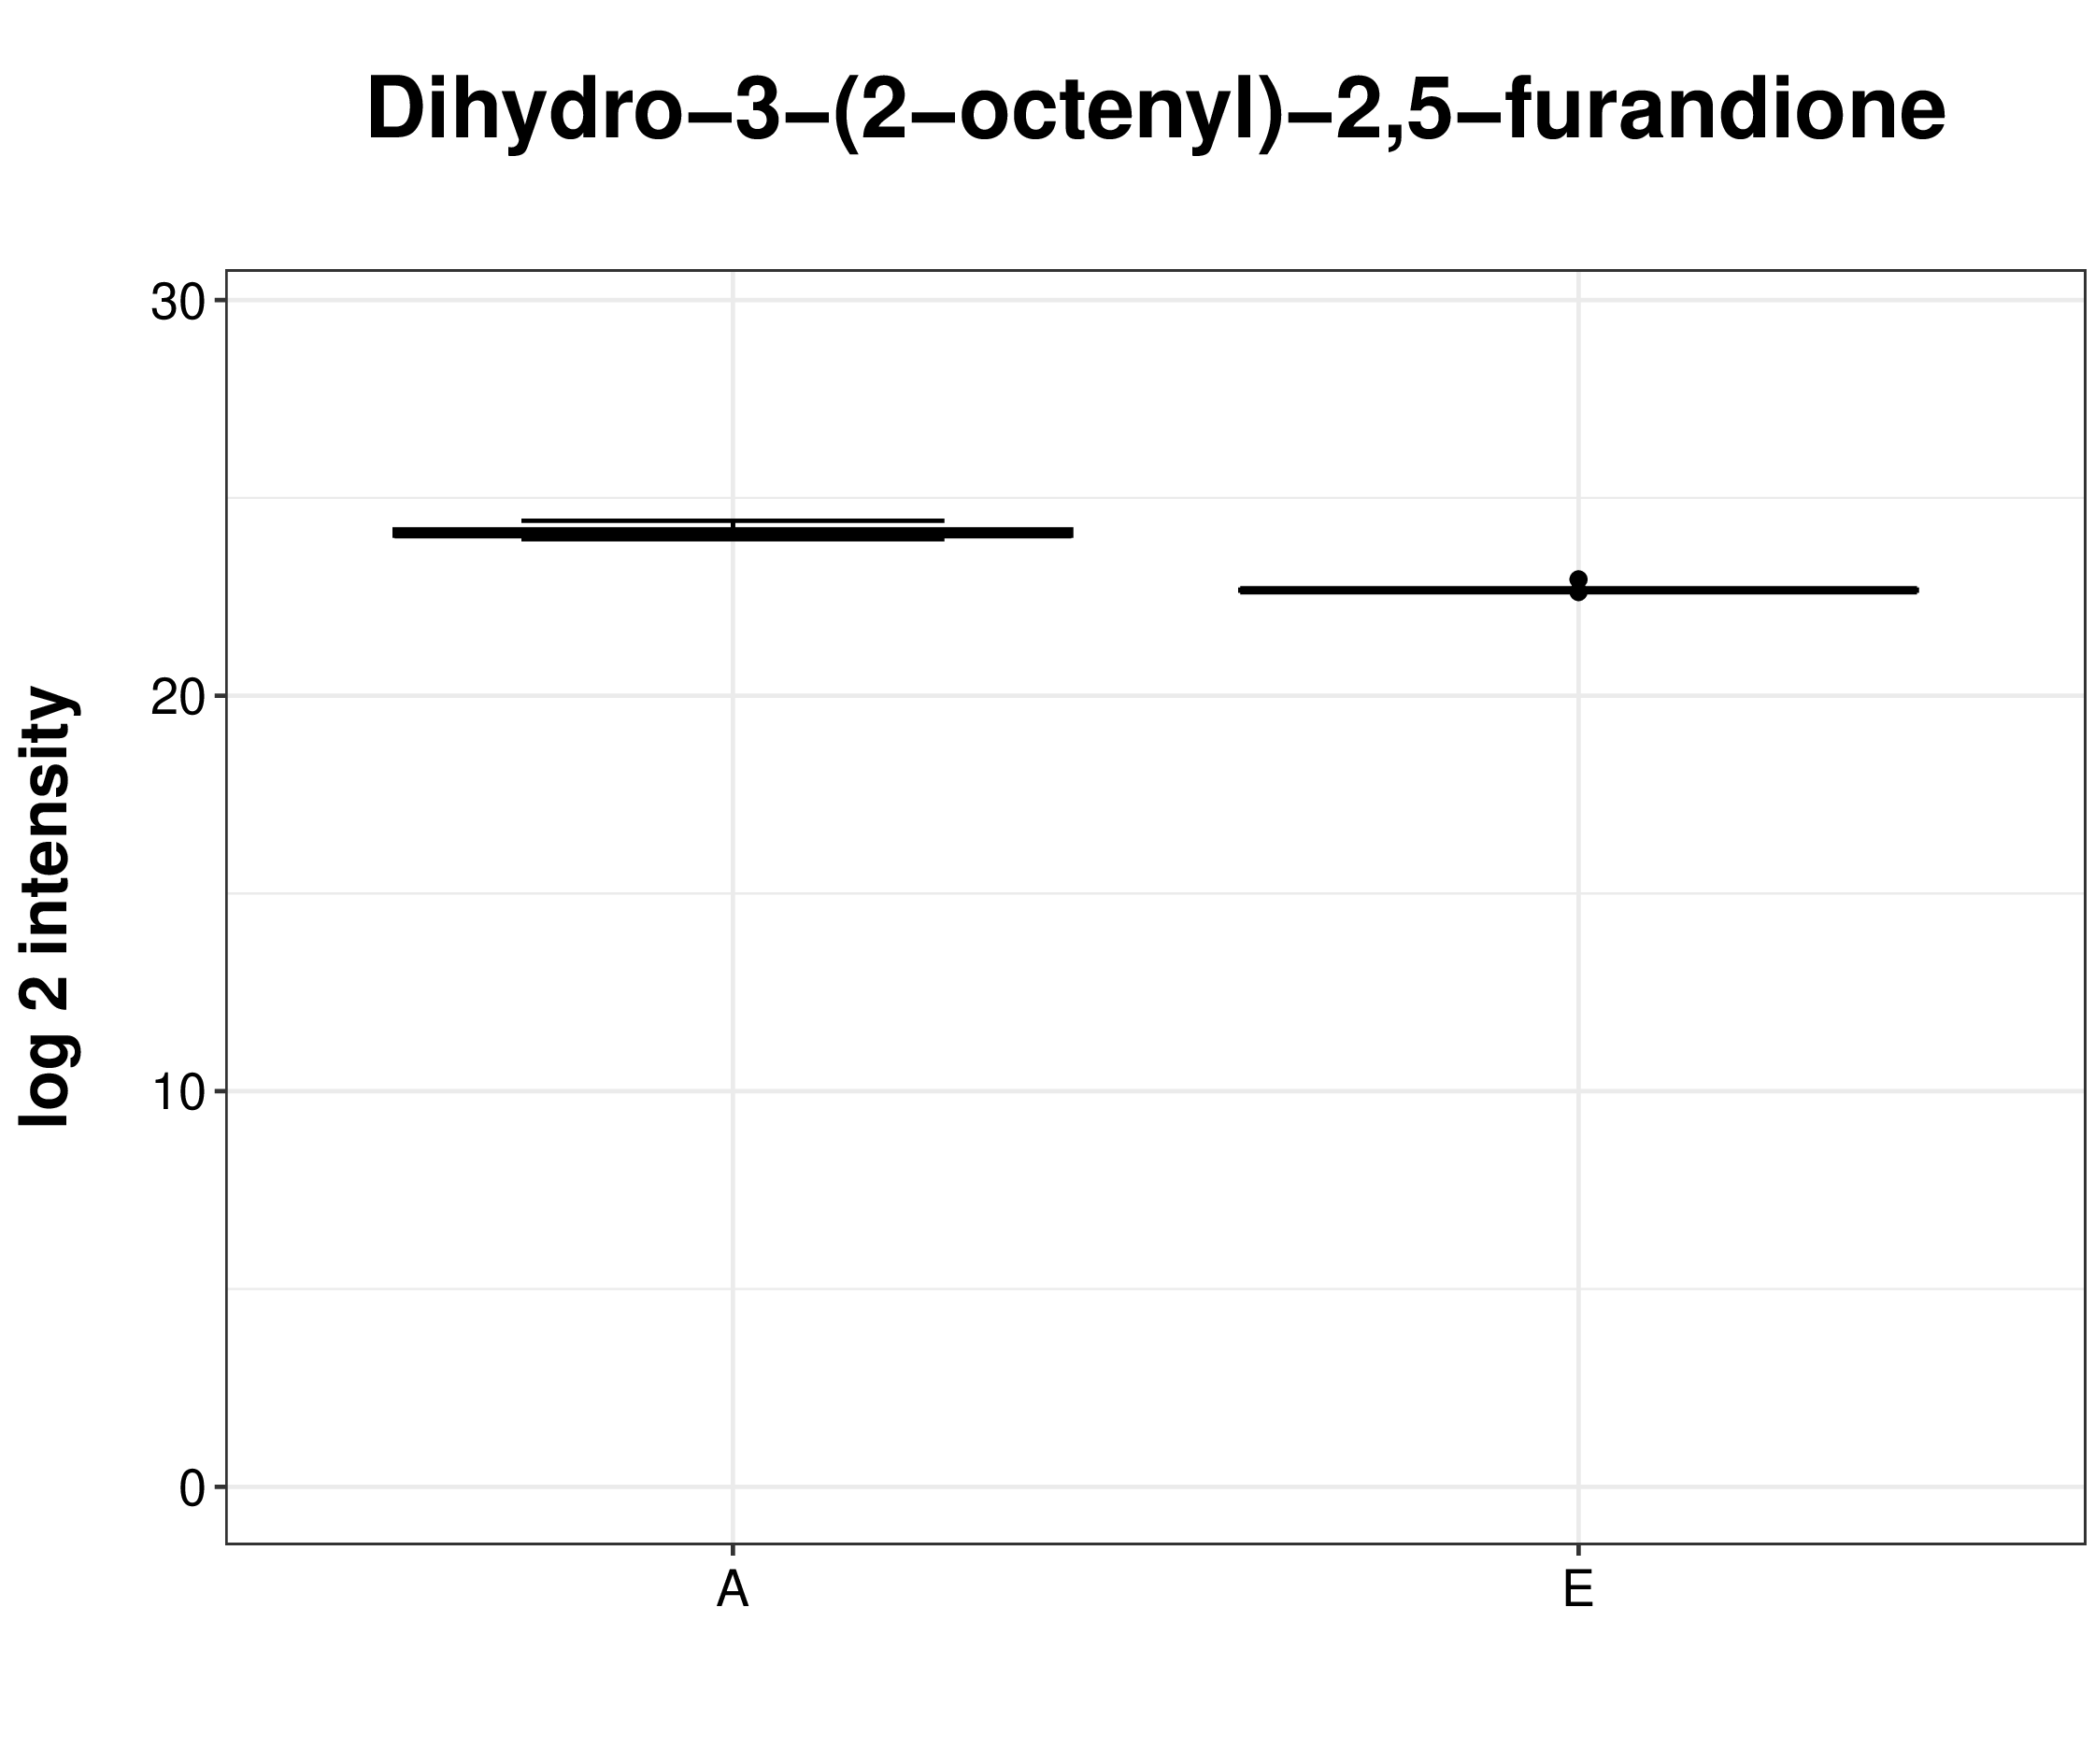 Dihydro−3−(2−octenyl)−2,5−furandione
log 2 intensity
30
20
10
0
A
E